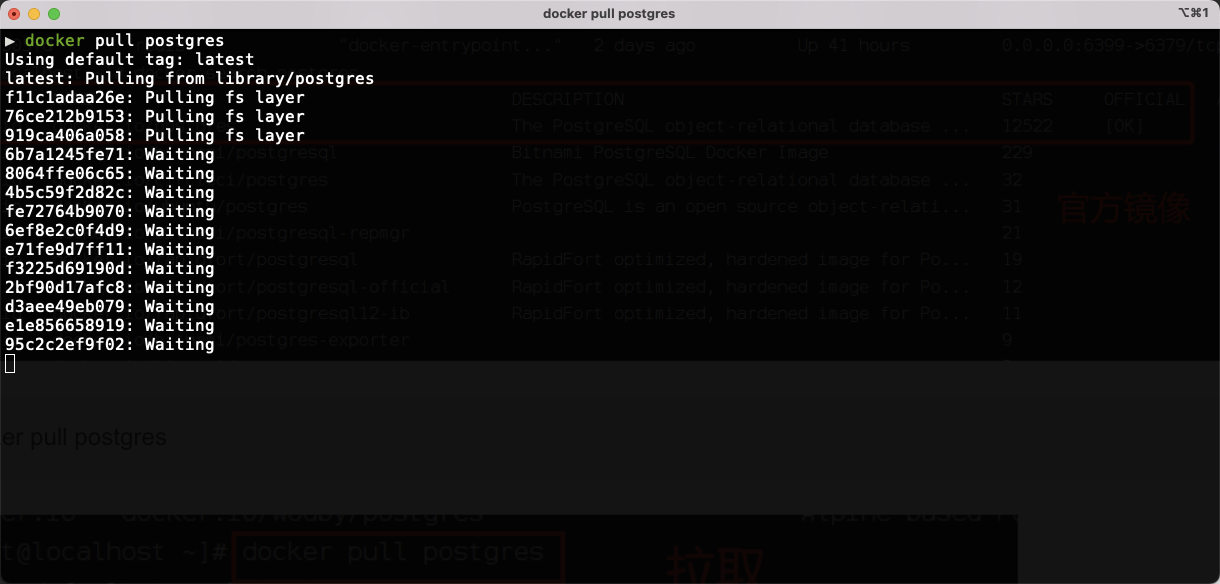 docker pull postgres
⌥⌘1
▶ docker pull postgres
Using default tag: latest
latest: Pulling from library/postgres
f11c1adaa26e: Pulling fs layer
76ce212b9153: Pulling fs layer
919ca406a058: Pulling fs layer
6b7a1245fe71: Waiting
8064ffe06c65: Waiting
4b5c59f2d82c: Waiting
fe72764b9070: Waiting
6ef8e2c0f4d9: Waiting
e71fe9d7ff11: Waiting
f3225d69190d: Waiting
2bf90d17afc8: Waiting
d3aee49eb079: Waiting
e1e856658919: Waiting
95c2c2ef9f02: Waiting
"docker-entrypoint..." 2 days ago Up 41 hours 0.0.0.0:6399->6379/tc
DESCRIPTION STARS OFFICIAL
The PostgreSQL object-relational database ... 12522 [OK]
/postgresql Bitnami PostgreSQL Docker Image 229
/postgres The PostgreSQL object-relational database ... 32
/postgres PostgreSQL is an open source object-relati... 31
官方镜像
/postgresql-repmgr 21
/postgresql RapidFort optimized, hardened image for Po... 19
/postgresql-official RapidFort optimized, hardened image for Po... 12
/postgresql12-ib RapidFort optimized, hardened image for Po... 11
/postgres-exporter 9
er pull postgres
docker.io/wodby/postgres Alpine-based
t@localhost ~]# docker pull postgres
拉取